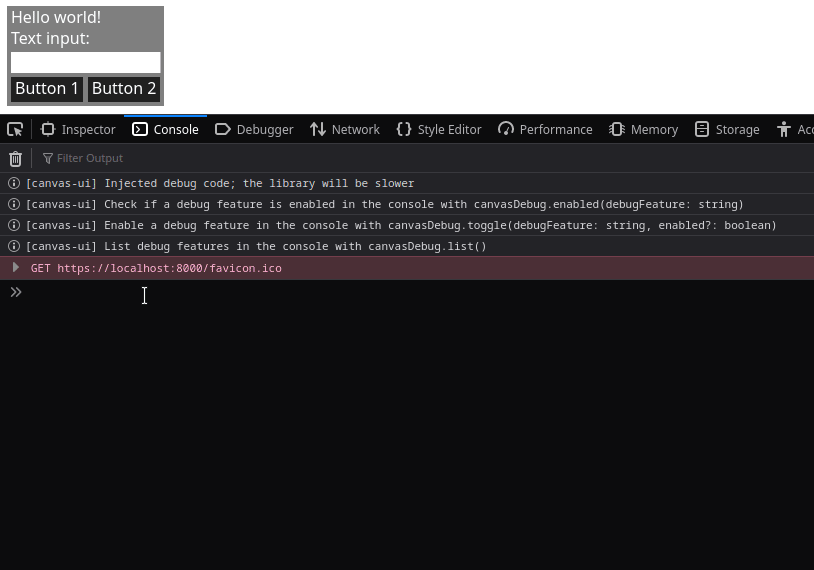 Hello world!
Text input:
Button 1 Button 2
Inspector Console Debugger Network Style Editor Performance Memory Storage
Filter Output
[canvas-ui] Injected debug code; the library will be slower
[canvas-ui] Check if a debug feature is enabled in the console with canvasDebug.enabled(debugFeature: string)
[canvas-ui] Enable a debug feature in the console with canvasDebug.toggle(debugFeature: string, enabled?: boolean)
[canvas-ui] List debug features in the console with canvasDebug.list()
GET https://localhost:8000/favicon.ico